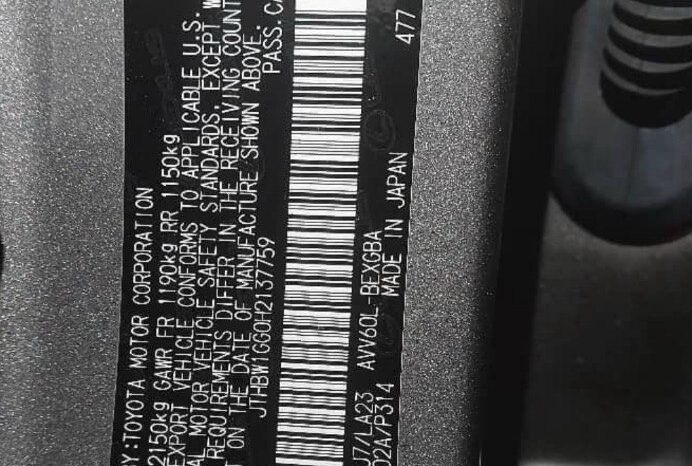 Y:TOYOTA MOTOR CORPORATION
2150kg GAWR FR 1190kg RR 1150kg
EXPORT VEHICLE CONFORMS TO APPLICABLE U.S.
AL MOTOR VEHICLE SAFETY STANDARDS, EXCEPT W
REQUIREMENTS DIFFER IN THE RECEIVING COUNT
T ON THE DATE OF MANUFACTURE SHOWN ABOVE.
JTHBW1GG0H2137759 PASS.CA
J7/LA23 AVV60L-BEXGBA
02A/P314 MADE IN JAPAN 477